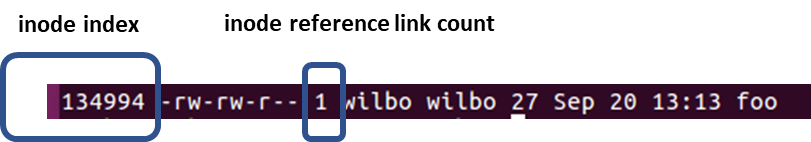 inode index inode reference link count
134994 -rw-rw-r-- 1 wilbo wilbo 27 Sep 20 13:13 foo